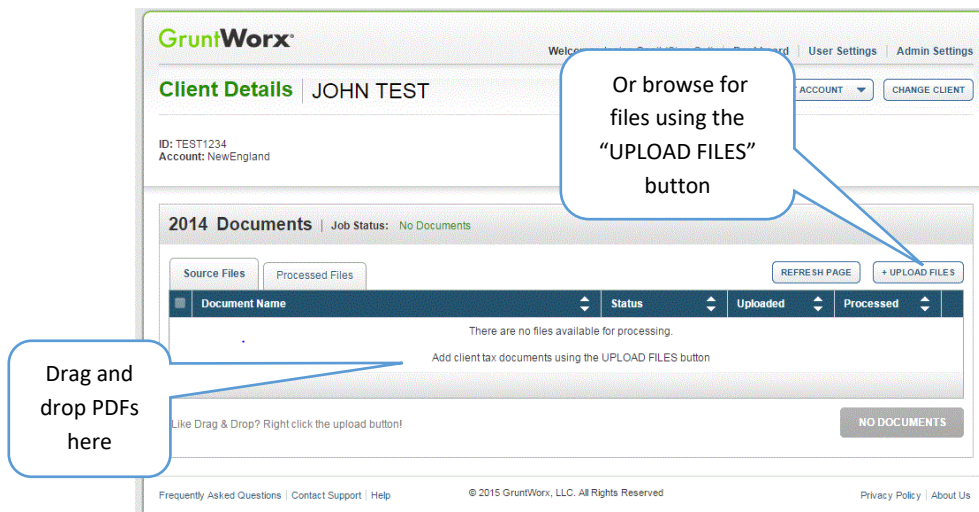 GruntWorx
Dashboard | User Settings | Admin Settings
Client Details | JOHN TEST
ACCOUNT
CHANGE CLIENT
Or browse for
files using the
“UPLOAD FILES”
button
ID: TEST1234
Account: NewEngland
2014 Documents | Job Status: No Documents
Source Files
Processed Files
REFRESH PAGE
+ UPLOAD FILES
Document Name
Status
Uploaded
Processed
There are no files available for processing.
Add client tax documents using the UPLOAD FILES button
Drag and
drop PDFs
here
Like Drag & Drop? Right click the upload button!
NO DOCUMENTS
Frequently Asked Questions | Contact Support | Help
© 2015 GruntWorx, LLC. All Rights Reserved
Privacy Policy | About Us